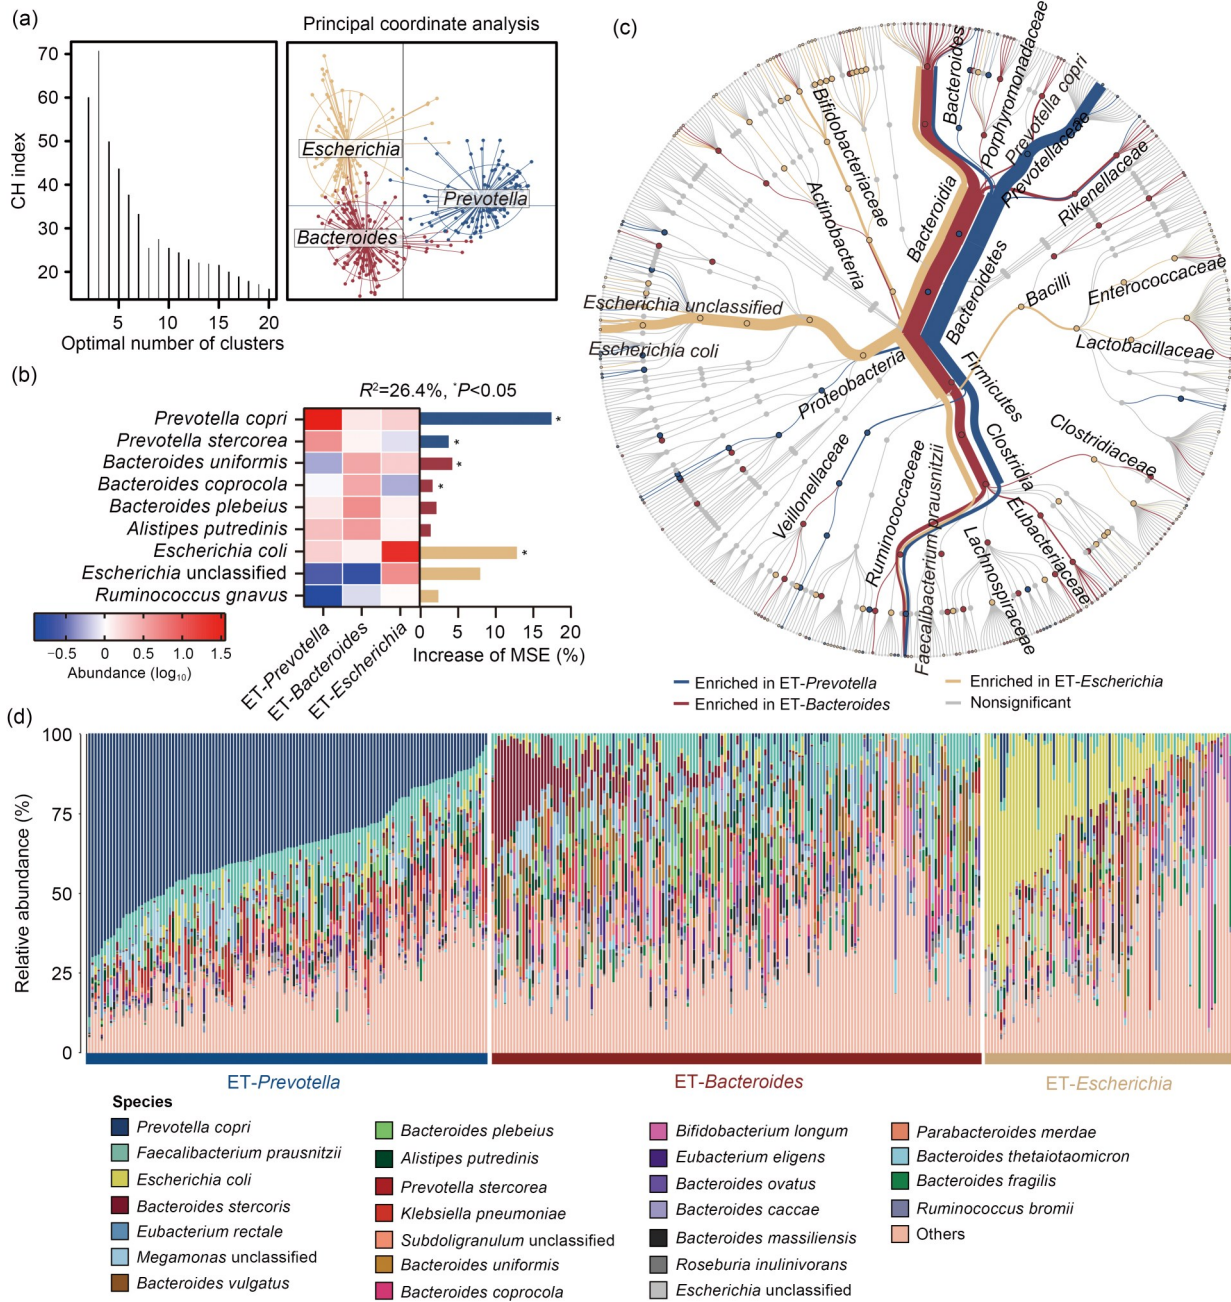 (a)
Principal coordinate analysis
CH index
70
60
50
40
30
20
5
10
15
20
Optimal number of clusters
Escherichia
Prevotella
Bacteroides
(b)
R²=26.4%, *P<0.05
Prevotella copri
*
Prevotella stercorea
*
Bacteroides uniformis
*
Bacteroides coprocola
*
Bacteroides plebeius
Alistipes putredinis
Escherichia coli
*
Escherichia unclassified
Ruminococcus gnavus
−0.5
0
0.5
1.0
1.5
Abundance (log₁₀)
ET-Prevotella
ET-Bacteroides
ET-Escherichia
0
5
10
15
20
Increase of MSE (%)
(c)
Bacteroides
Porphyromonadaceae
Prevotella copri
Prevotellaceae
Rikenellaceae
Bifidobacteriaceae
Actinobacteria
Bacteroidia
Bacteroidetes
Bacilli
Enterococcaceae
Lactobacillaceae
Escherichia unclassified
Escherichia coli
Proteobacteria
Firmicutes
Clostridia
Clostridiaceae
Veillonellaceae
Ruminococcaceae
Faecalibacterium prausnitzii
Lachnospiraceae
Eubacteriaceae
Enriched in ET-Prevotella
Enriched in ET-Escherichia
Enriched in ET-Bacteroides
Nonsignificant
(d)
Relative abundance (%)
100
75
50
25
0
ET-Prevotella
ET-Bacteroides
ET-Escherichia
Species
Prevotella copri
Faecalibacterium prausnitzii
Escherichia coli
Bacteroides stercoris
Eubacterium rectale
Megamonas unclassified
Bacteroides vulgatus
Bacteroides plebeius
Alistipes putredinis
Prevotella stercorea
Klebsiella pneumoniae
Subdoligranulum unclassified
Bacteroides uniformis
Bacteroides coprocola
Bifidobacterium longum
Eubacterium eligens
Bacteroides ovatus
Bacteroides caccae
Bacteroides massiliensis
Roseburia inulinivorans
Escherichia unclassified
Parabacteroides merdae
Bacteroides thetaiotaomicron
Bacteroides fragilis
Ruminococcus bromii
Others